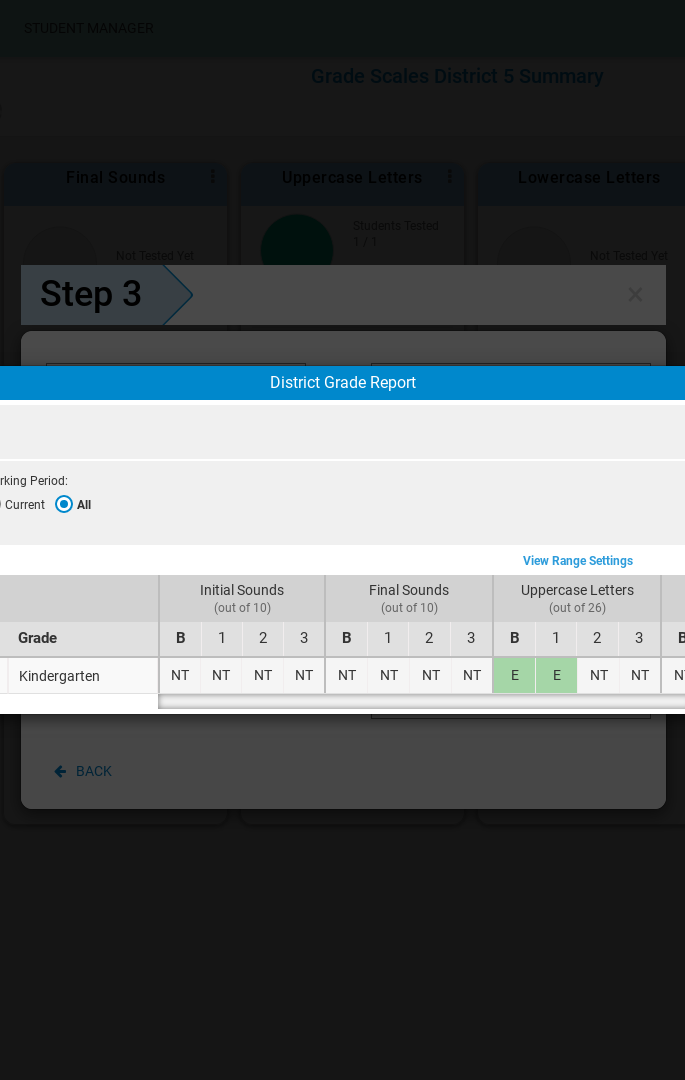 STUDENT MANAGER
Grade Scales District 5 Summary
Final Sounds
Uppercase Letters
Lowercase Letters
Students Tested
1 / 1
Not Tested Yet
Not Tested Yet
Step 3
District Grade Report
rking Period:
Current All
View Range Settings
Initial Sounds Final Sounds Uppercase Letters
(out of 10) (out of 10) (out of 26)
Grade B 1 2 3 B 1 2 3 B 1 2 3 B
Kindergarten NT NT NT NT NT NT NT NT E E NT NT
BACK